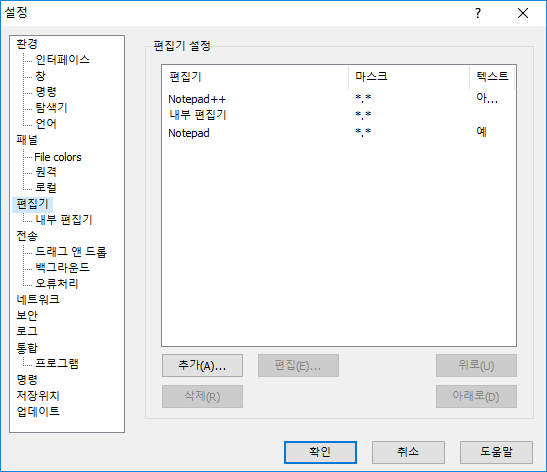 설정
환경
인터페이스
창
명령
탐색기
언어
패널
File colors
원격
로컬
편집기
내부 편집기
전송
드래그 앤 드롭
백그라운드
오류처리
네트워크
보안
로그
통합
프로그램
명령
저장위치
업데이트
편집기 설정
편집기 마스크 텍스트
Notepad++ *.* 아...
내부 편집기 *.*
Notepad *.* 예
추가(A)... 편집(E)... 위로(U)
삭제(R) 아래로(D)
확인 취소 도움말